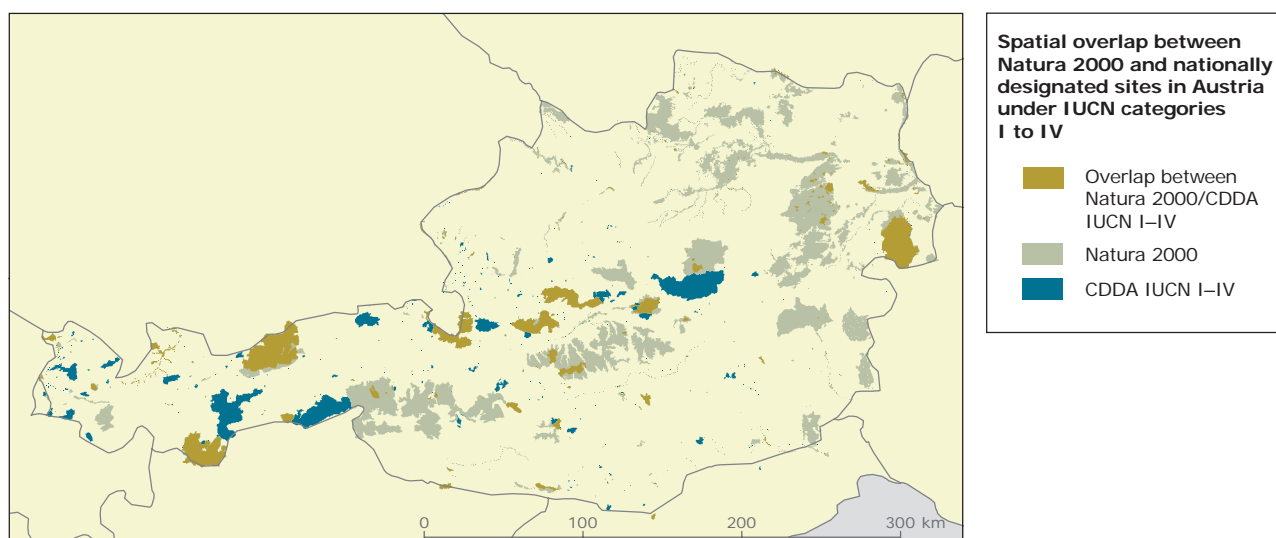 Spatial overlap between
Natura 2000 and nationally
designated sites in Austria
under IUCN categories
I to IV
Overlap between
Natura 2000/CDDA
IUCN I–IV
Natura 2000
CDDA IUCN I–IV
0 100 200 300 km